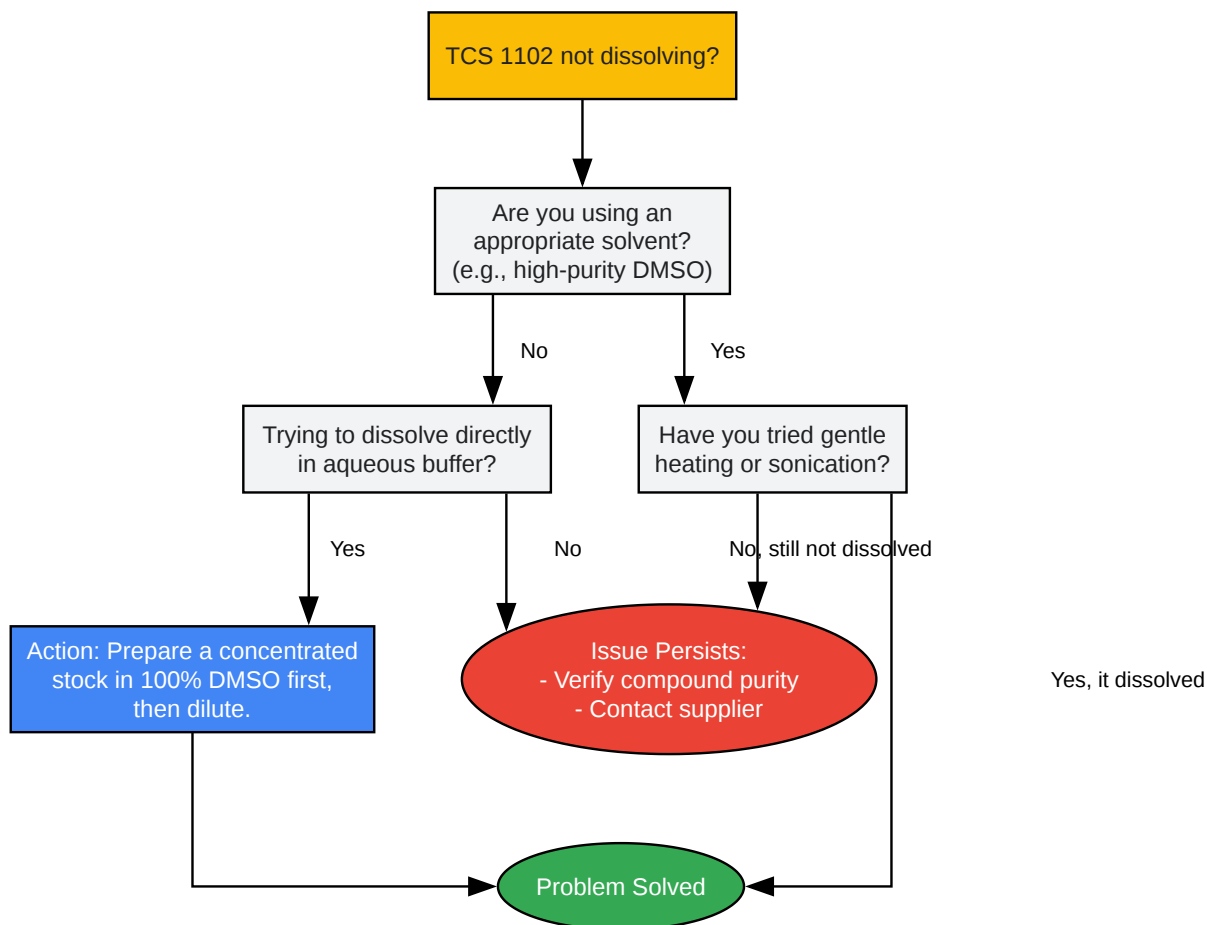 TCS 1102 not dissolving?
Are you using an
appropriate solvent?
(e.g., high-purity DMSO)
No
Yes
Trying to dissolve directly
in aqueous buffer?
Have you tried gentle
heating or sonication?
Yes
No
No, still not dissolved
Action: Prepare a concentrated
stock in 100% DMSO first,
then dilute.
Issue Persists:
- Verify compound purity
- Contact supplier
Yes, it dissolved
Problem Solved